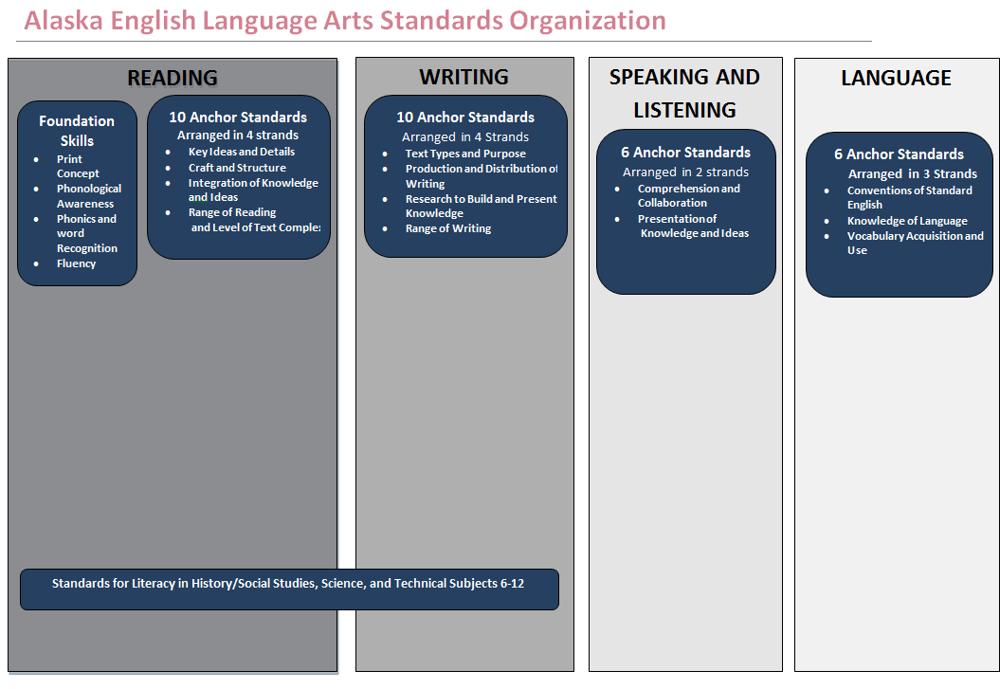 Alaska English Language Arts Standards Organization
READING
Foundation
Skills
• Print
Concept
• Phonological
Awareness
• Phonics and
word
Recognition
• Fluency
10 Anchor Standards
Arranged in 4 strands
• Key Ideas and Details
• Craft and Structure
• Integration of Knowledge
and Ideas
• Range of Reading
and Level of Text Comple
WRITING
10 Anchor Standards
Arranged in 4 Strands
• Text Types and Purpose
• Production and Distribution of
Writing
• Research to Build and Present
Knowledge
• Range of Writing
SPEAKING AND
LISTENING
6 Anchor Standards
Arranged in 2 strands
• Comprehension and
Collaboration
• Presentation of
Knowledge and Ideas
LANGUAGE
6 Anchor Standards
Arranged in 3 Strands
• Conventions of Standard
English
• Knowledge of Language
• Vocabulary Acquisition and
Use
Standards for Literacy in History/Social Studies, Science, and Technical Subjects 6-12